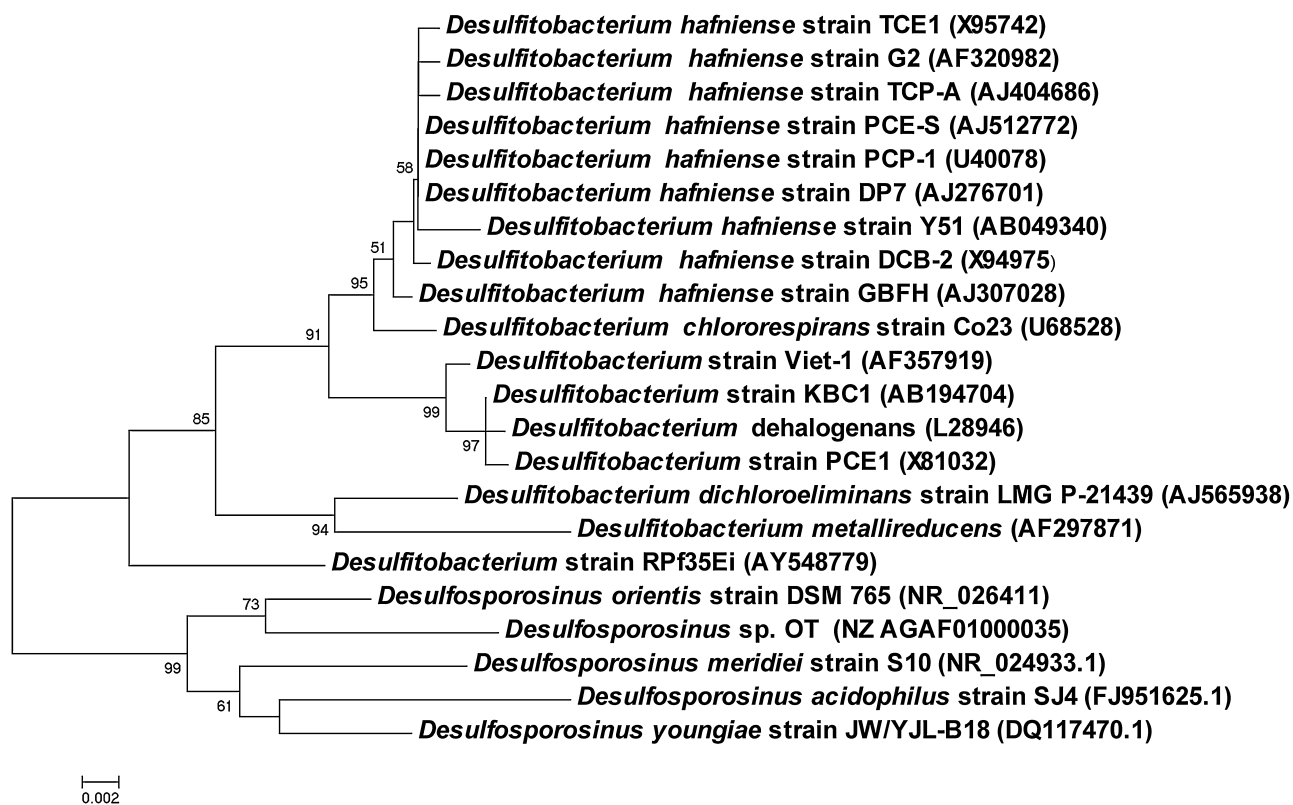 Desulfitobacterium hafniense strain TCE1 (X95742)
Desulfitobacterium hafniense strain G2 (AF320982)
Desulfitobacterium hafniense strain TCP-A (AJ404686)
Desulfitobacterium hafniense strain PCE-S (AJ512772)
58
Desulfitobacterium hafniense strain PCP-1 (U40078)
Desulfitobacterium hafniense strain DP7 (AJ276701)
Desulfitobacterium hafniense strain Y51 (AB049340)
51
Desulfitobacterium hafniense strain DCB-2 (X94975)
95
Desulfitobacterium hafniense strain GBFH (AJ307028)
91
Desulfitobacterium chlororespirans strain Co23 (U68528)
Desulfitobacterium strain Viet-1 (AF357919)
Desulfitobacterium strain KBC1 (AB194704)
85
99
Desulfitobacterium dehalogenans (L28946)
97
Desulfitobacterium strain PCE1 (X81032)
Desulfitobacterium dichloroeliminans strain LMG P-21439 (AJ565938)
94
Desulfitobacterium metallireducens (AF297871)
Desulfitobacterium strain RPf35Ei (AY548779)
73
Desulfosporosinus orientis strain DSM 765 (NR_026411)
Desulfosporosinus sp. OT (NZ AGAF01000035)
99
Desulfosporosinus meridiei strain S10 (NR_024933.1)
61
Desulfosporosinus acidophilus strain SJ4 (FJ951625.1)
Desulfosporosinus youngiae strain JW/YJL-B18 (DQ117470.1)
0.002